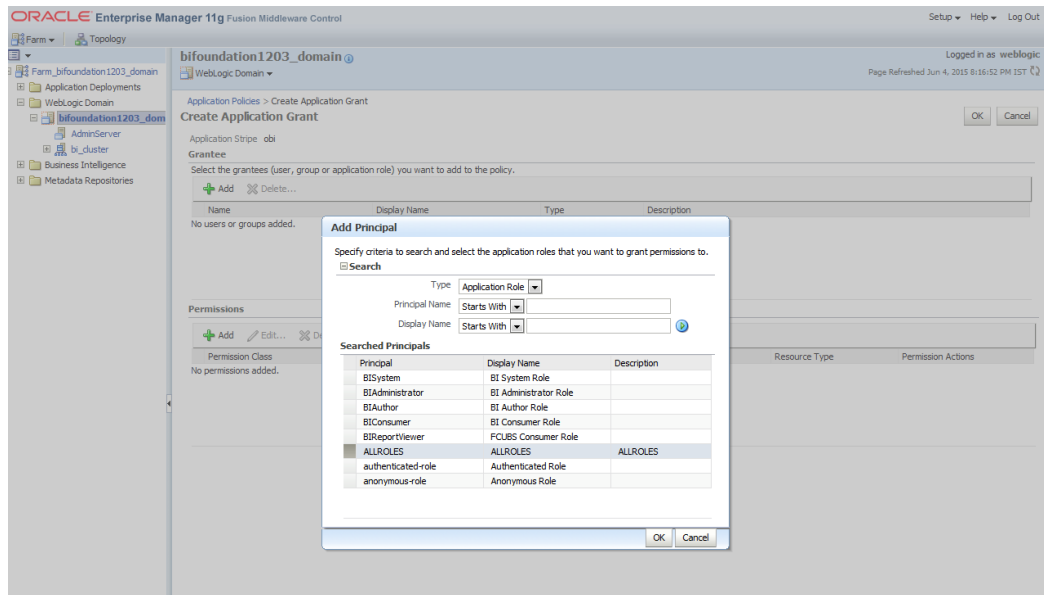 ORACLE Enterprise Manager 11g Fusion Middleware Control
Setup Help Log Out
Farm Topology
bifoundation1203_domain
Logged in as weblogic
WebLogic Domain
Page Refreshed Jun 4, 2015 8:16:52 PM IST
Farm_bifoundation1203_domain
Application Deployments
WebLogic Domain
bifoundation1203_dom
AdminServer
bi_cluster
Business Intelligence
Metadata Repositories
Application Policies > Create Application Grant
Create Application Grant
OK Cancel
Application Stripe obi
Grantee
Select the grantees (user, group or application role) you want to add to the policy.
Add Delete...
Name Display Name Type Description
No users or groups added.
Permissions
Add Edit... De
Permission Class Resource Type Permission Actions
No permissions added.
Add Principal
Specify criteria to search and select the application roles that you want to grant permissions to.
Search
Type Application Role
Principal Name Starts With
Display Name Starts With
Searched Principals
Principal Display Name Description
BISystem BI System Role
BIAdministrator BI Administrator Role
BIAuthor BI Author Role
BIConsumer BI Consumer Role
BIReportViewer FCUBS Consumer Role
ALLROLES ALLROLES ALLROLES
authenticated-role Authenticated Role
anonymous-role Anonymous Role
OK Cancel